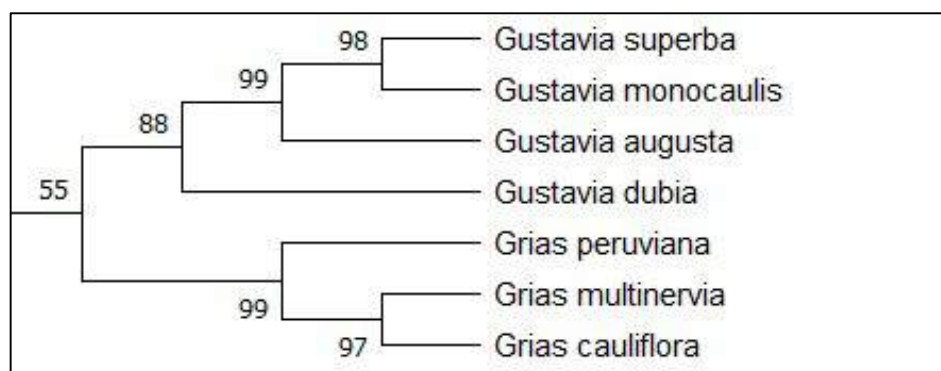 98
Gustavia superba
99
Gustavia monocaulis
88
Gustavia augusta
55
Gustavia dubia
Grias peruviana
99
Grias multinervia
97
Grias cauliflora